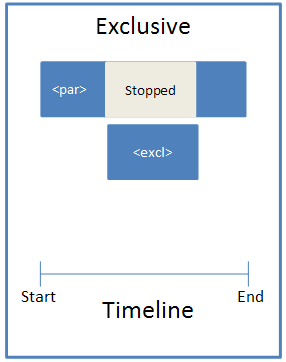 Exclusive
<par> Stopped
<excl>
Start End
Timeline